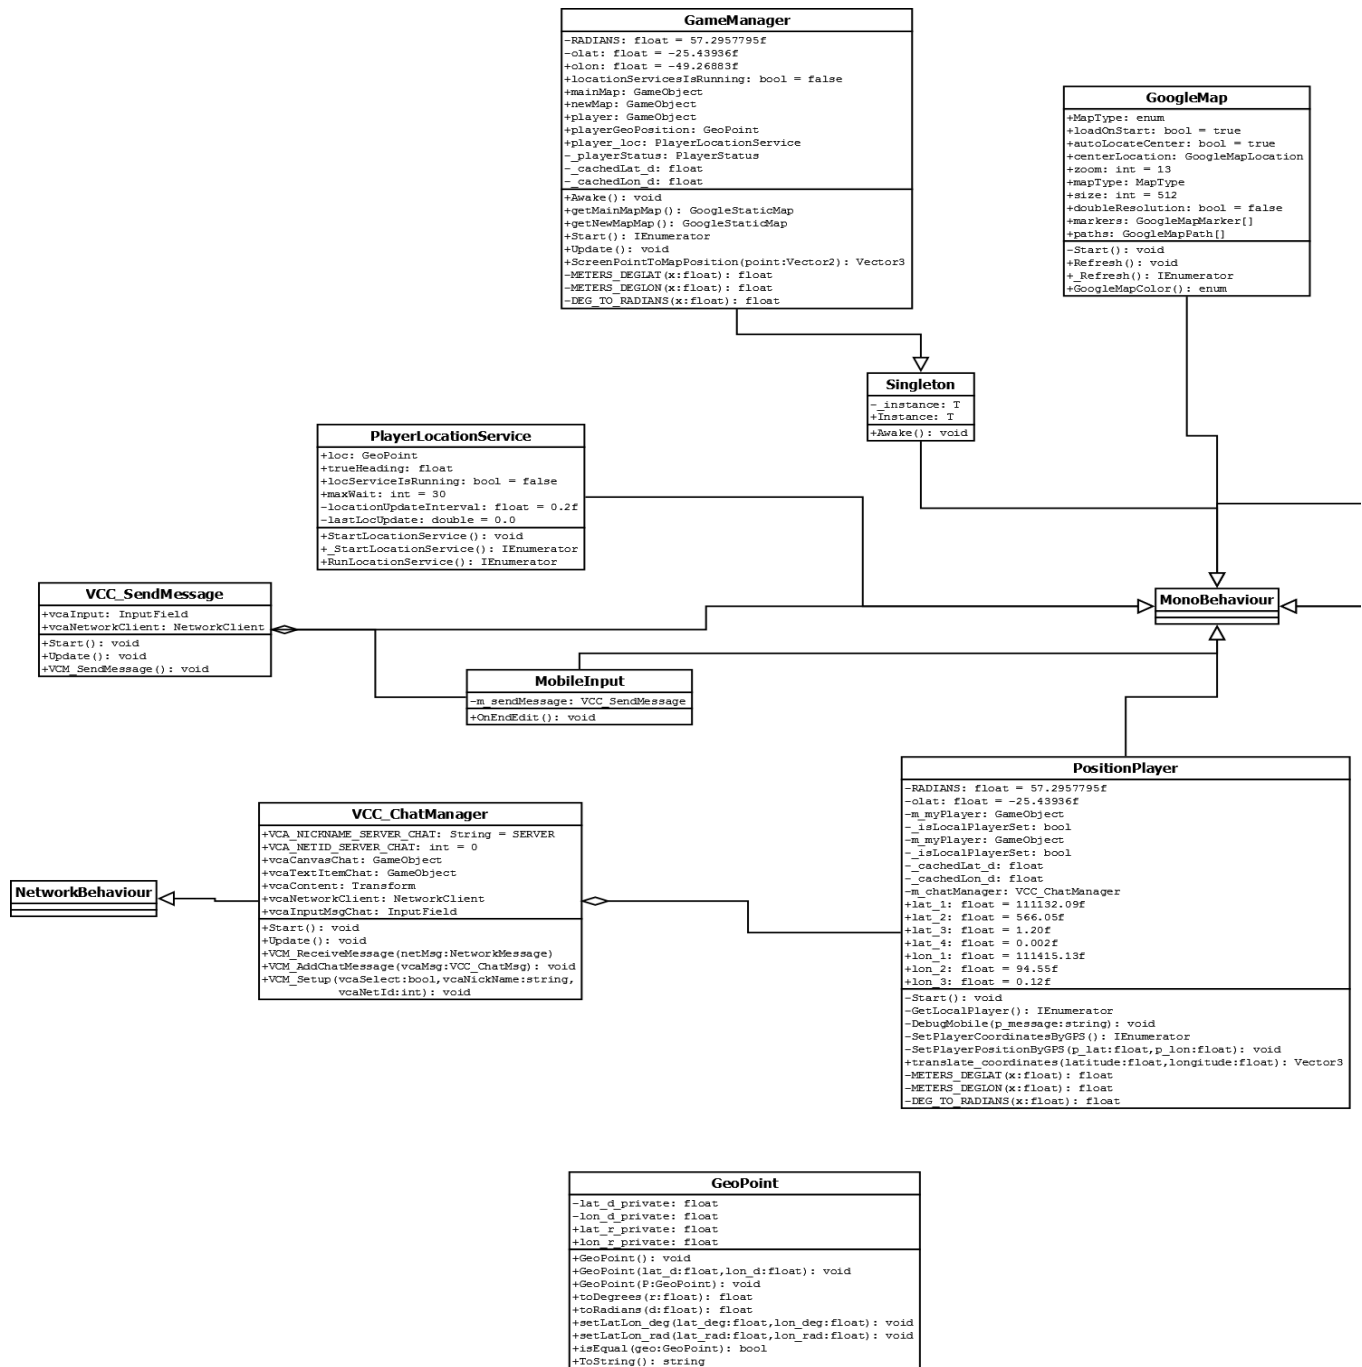 GameManager
-RADIANS: float = 57.2957795f
-olat: float = -25.43936f
+olon: float = -49.26883f
+locationServicesIsRunning: bool = false
+mainMap: GameObject
+newMap: GameObject
+player: GameObject
+playerGeoPosition: GeoPoint
+player_loc: PlayerLocationService
-_playerStatus: PlayerStatus
-_cachedLat_d: float
-_cachedLon_d: float
+Awake(): void
+getMainMapMap(): GoogleStaticMap
+getNewMapMap(): GoogleStaticMap
+Start(): IEnumerator
+Update(): void
+ScreenPointToMapPosition(point:Vector2): Vector3
-METERS_DEGLAT(x:float): float
-METERS_DEGLON(x:float): float
-DEG_TO_RADIANS(x:float): float
GoogleMap
+MapType: enum
+loadOnStart: bool = true
+autoLocateCenter: bool = true
+centerLocation: GoogleMapLocation
+zoom: int = 13
+mapType: MapType
+size: int = 512
+doubleResolution: bool = false
+markers: GoogleMapMarker[]
+paths: GoogleMapPath[]
-Start(): void
+Refresh(): void
+_Refresh(): IEnumerator
+GoogleMapColor(): enum
Singleton
-_instance: T
+Instance: T
+Awake(): void
PlayerLocationService
+loc: GeoPoint
+trueHeading: float
+locServiceIsRunning: bool = false
+maxWait: int = 30
-locationUpdateInterval: float = 0.2f
-lastLocUpdate: double = 0.0
+StartLocationService(): void
+_StartLocationService(): IEnumerator
+RunLocationService(): IEnumerator
VCC_SendMessage
+vcaInput: InputField
+vcaNetworkClient: NetworkClient
+Start(): void
+Update(): void
+VCM_SendMessage(): void
MonoBehaviour
MobileInput
-m_sendMessage: VCC_SendMessage
+OnEndEdit(): void
PositionPlayer
-RADIANS: float = 57.2957795f
-olat: float = -25.43936f
-m_myPlayer: GameObject
-_isLocalPlayerSet: bool
-m_myPlayer: GameObject
-_isLocalPlayerSet: bool
-_cachedLat_d: float
-_cachedLon_d: float
-m_chatManager: VCC_ChatManager
+lat_1: float = 111132.09f
+lat_2: float = 566.05f
+lat_3: float = 1.20f
+lat_4: float = 0.002f
+lon_1: float = 111415.13f
+lon_2: float = 94.55f
+lon_3: float = 0.12f
-Start(): void
-GetLocalPlayer(): IEnumerator
-DebugMobile(p_message:string): void
-SetPlayerCoordinatesByGPS(): IEnumerator
-SetPlayerPositionByGPS(p_lat:float,p_lon:float): void
+translate_coordinates(latitude:float,longitude:float): Vector3
-METERS_DEGLAT(x:float): float
-METERS_DEGLON(x:float): float
-DEG_TO_RADIANS(x:float): float
VCC_ChatManager
+VCA_NICKNAME_SERVER_CHAT: String = SERVER
+VCA_NETID_SERVER_CHAT: int = 0
+vcaCanvasChat: GameObject
+vcaTextItemChat: GameObject
+vcaContent: Transform
+vcaNetworkClient: NetworkClient
+vcaInputMsgChat: InputField
+Start(): void
+Update(): void
+VCM_ReceiveMessage(netMsg:NetworkMessage)
+VCM_AddChatMessage(vcaMsg:VCC_ChatMsg): void
+VCM_Setup(vcaSelect:bool,vcaNickName:string,
vcaNetId:int): void
NetworkBehaviour
GeoPoint
-lat_d_private: float
-lon_d_private: float
+lat_r_private: float
+lon_r_private: float
+GeoPoint(): void
+GeoPoint(lat_d:float,lon_d:float): void
+GeoPoint(P:GeoPoint): void
+toDegrees(r:float): float
+toRadians(d:float): float
+setLatLon_deg(lat_deg:float,lon_deg:float): void
+setLatLon_rad(lat_rad:float,lon_rad:float): void
+isEqual(geo:GeoPoint): bool
+ToString(): string